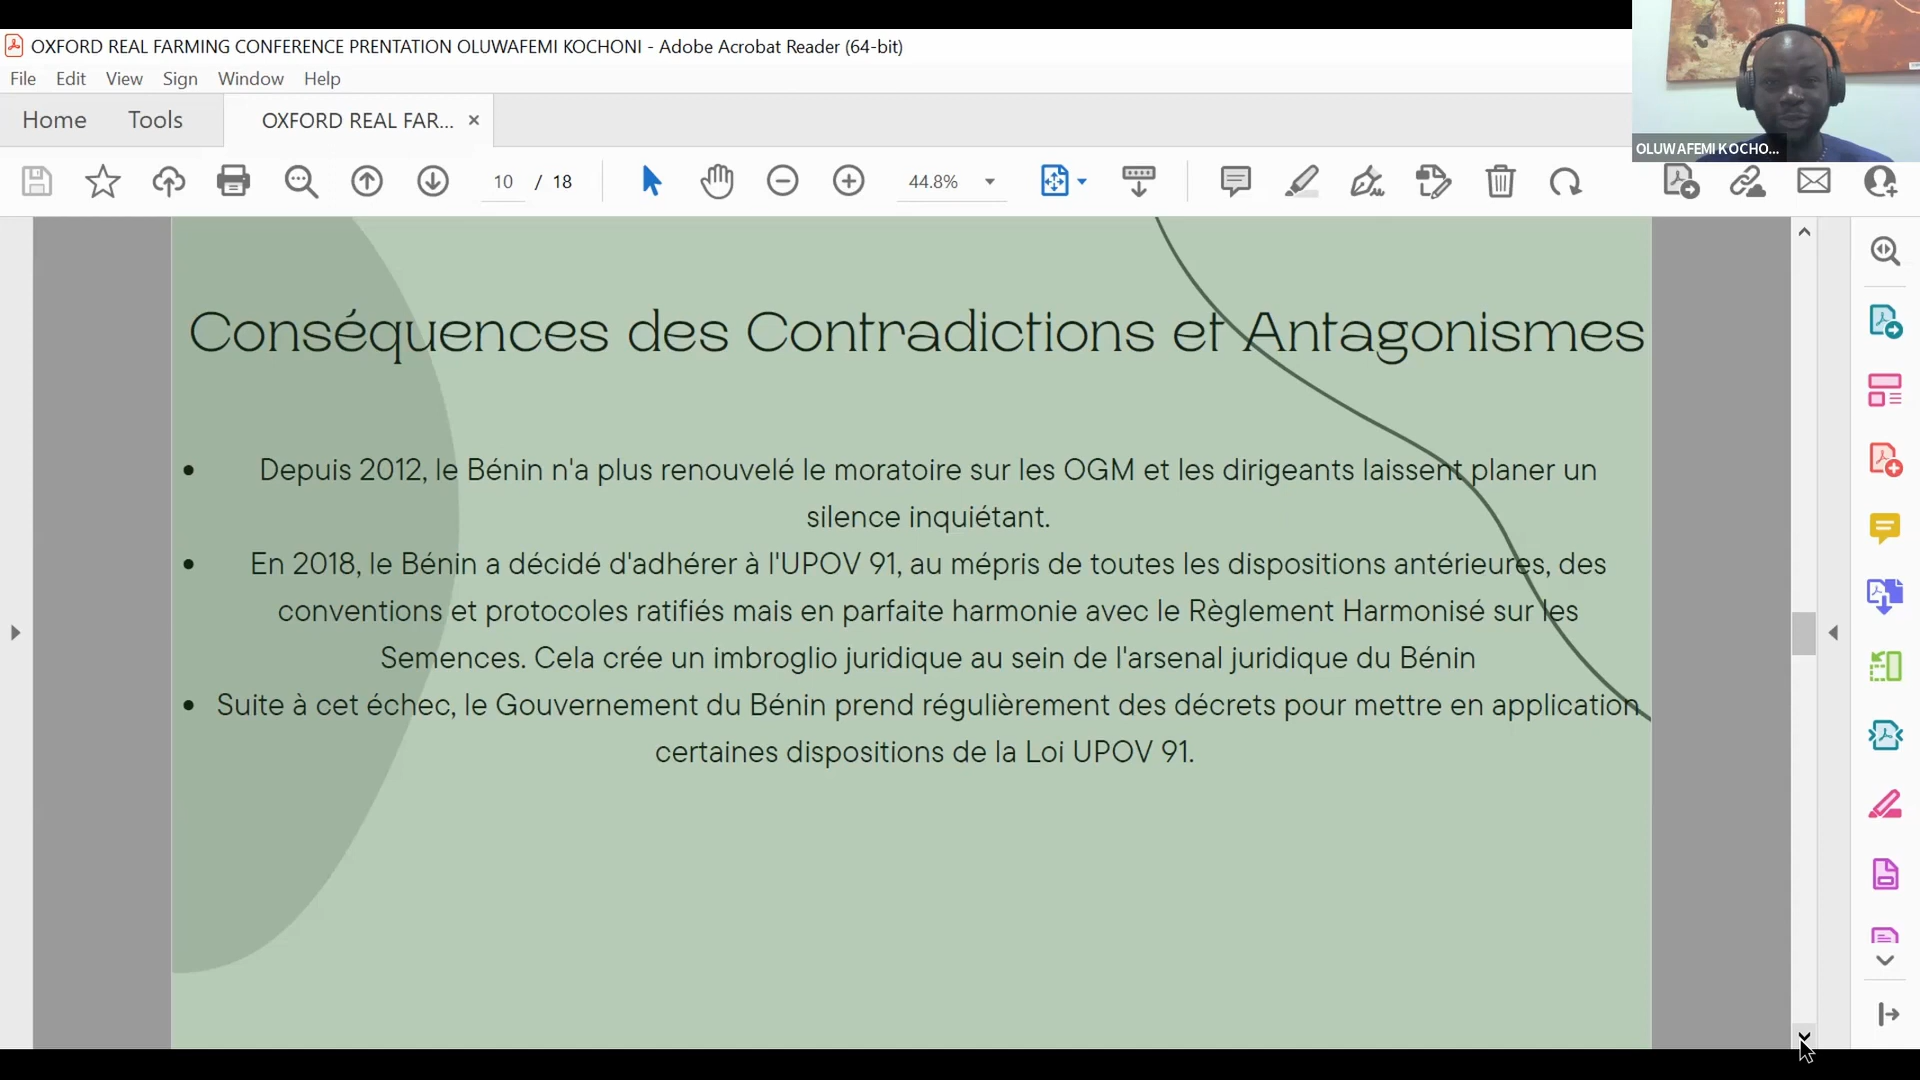 OXFORD REAL FARMING CONFERENCE PRENTATION OLUWAFEMI KOCHONI - Adobe Acrobat Reader (64-bit)
File Edit View Sign Window Help
Home Tools OXFORD REAL FAR...
OLUWAFEMI KOCHO...
10 / 18 44.8%
Conséquences des Contradictions et Antagonismes
• Depuis 2012, le Bénin n'a plus renouvelé le moratoire sur les OGM et les dirigeants laissent planer un
silence inquiétant.
• En 2018, le Bénin a décidé d'adhérer à l'UPOV 91, au mépris de toutes les dispositions antérieures, des
conventions et protocoles ratifiés mais en parfaite harmonie avec le Règlement Harmonisé sur les
Semences. Cela crée un imbroglio juridique au sein de l'arsenal juridique du Bénin
• Suite à cet échec, le Gouvernement du Bénin prend régulièrement des décrets pour mettre en application
certaines dispositions de la Loi UPOV 91.